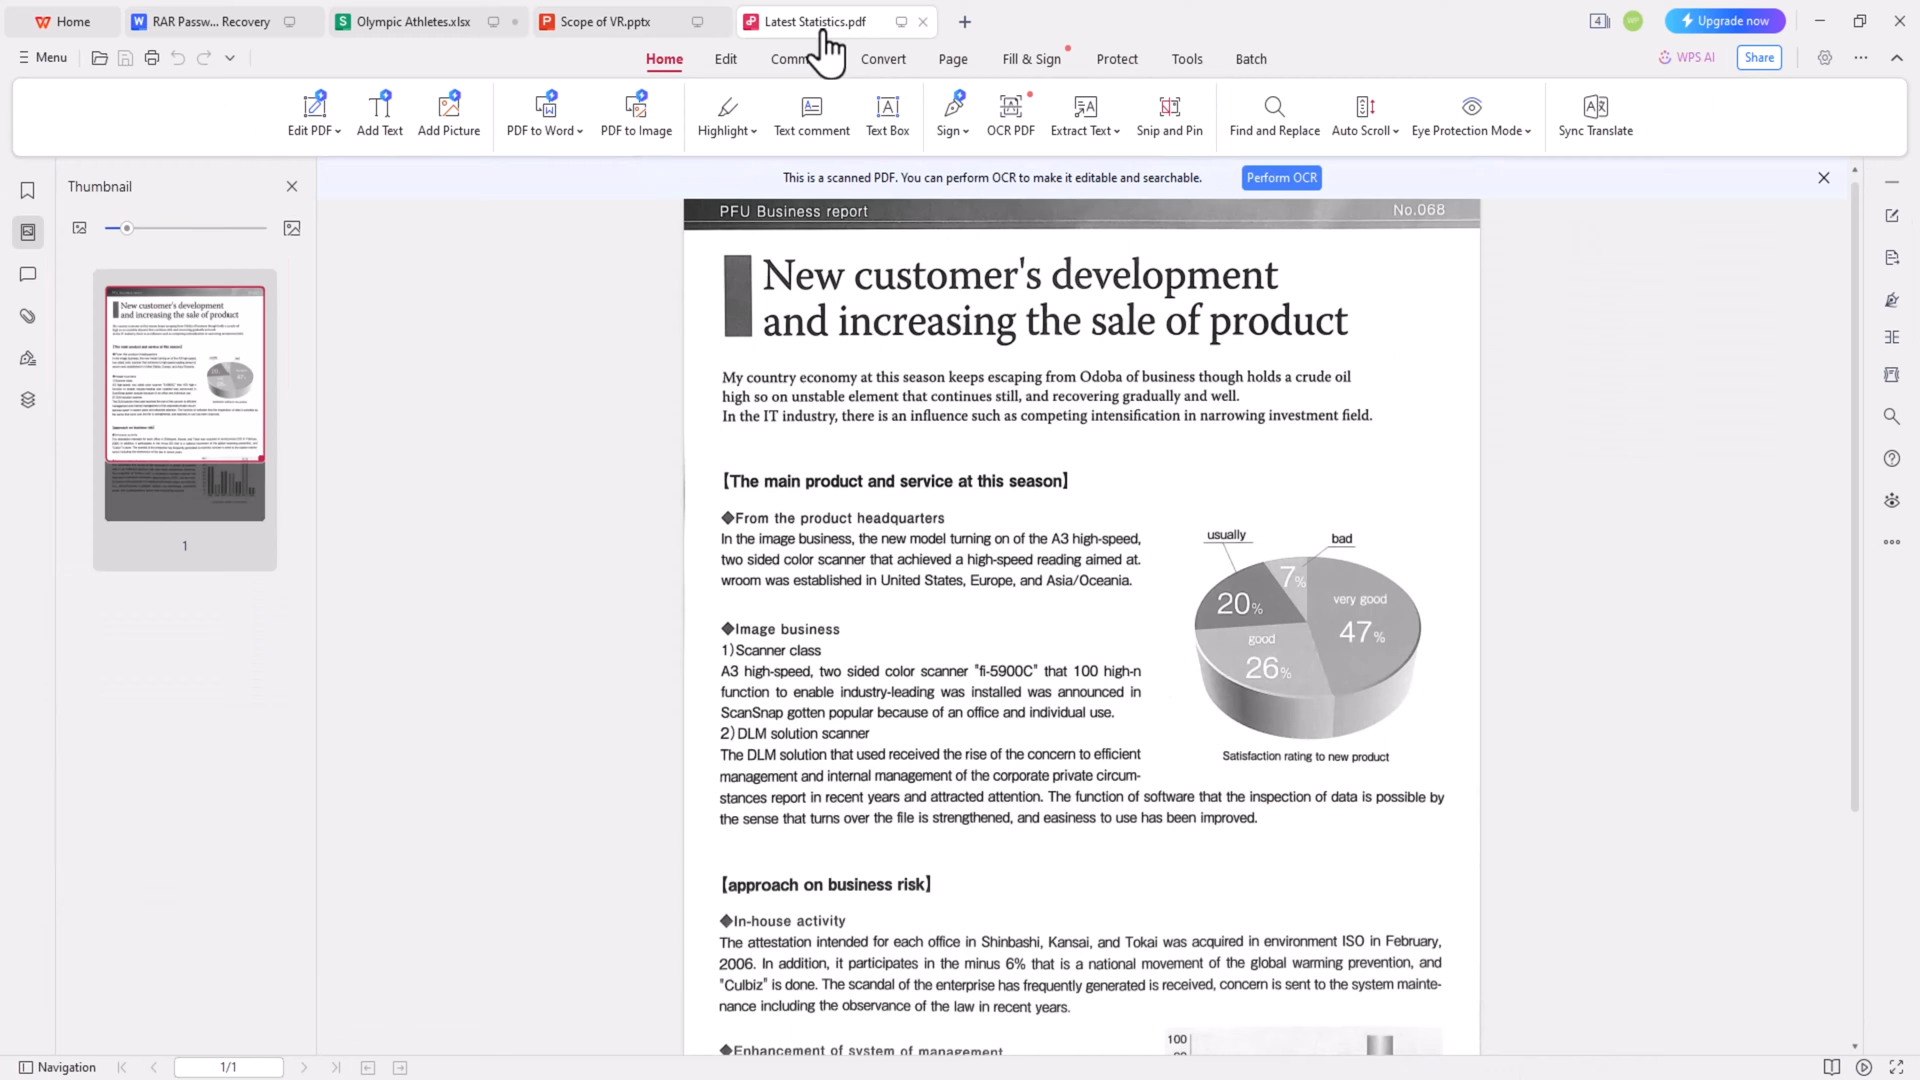 Home
RAR Passw... Recovery
Olympic Athletes.xlsx
Scope of VR.pptx
Latest Statistics.pdf
Upgrade now
Menu
Home
Edit
Comm
Convert
Page
Fill & Sign
Protect
Tools
Batch
WPS AI
Share
Edit PDF
Add Text
Add Picture
PDF to Word
PDF to Image
Highlight
Text comment
Text Box
Sign
OCR PDF
Extract Text
Snip and Pin
Find and Replace
Auto Scroll
Eye Protection Mode
Sync Translate
Thumbnail
1
This is a scanned PDF. You can perform OCR to make it editable and searchable.
Perform OCR
PFU Business report
No.068
New customer's development
and increasing the sale of product
My country economy at this season keeps escaping from Odoba of business though holds a crude oil
high so on unstable element that continues still, and recovering gradually and well.
In the IT industry, there is an influence such as competing intensification in narrowing investment field.
【The main product and service at this season】
◆From the product headquarters
In the image business, the new model turning on of the A3 high-speed,
two sided color scanner that achieved a high-speed reading aimed at.
wroom was established in United States, Europe, and Asia/Oceania.
◆Image business
1)Scanner class
A3 high-speed, two sided color scanner "fi-5900C" that 100 high-n
function to enable industry-leading was installed was announced in
ScanSnap gotten popular because of an office and individual use.
2)DLM solution scanner
The DLM solution that used received the rise of the concern to efficient
management and internal management of the corporate private circum-
stances report in recent years and attracted attention. The function of software that the inspection of data is possible by
the sense that turns over the file is strengthened, and easiness to use has been improved.
usually
bad
7%
20%
very good
47%
good
26%
Satisfaction rating to new product
【approach on business risk】
◆In-house activity
The attestation intended for each office in Shinbashi, Kansai, and Tokai was acquired in environment ISO in February,
2006. In addition, it participates in the minus 6% that is a national movement of the global warming prevention, and
"Culbiz" is done. The scandal of the enterprise has frequently generated is received, concern is sent to the system mainte-
nance including the observance of the law in recent years.
◆Enhancement of system of management
100
Navigation
1/1